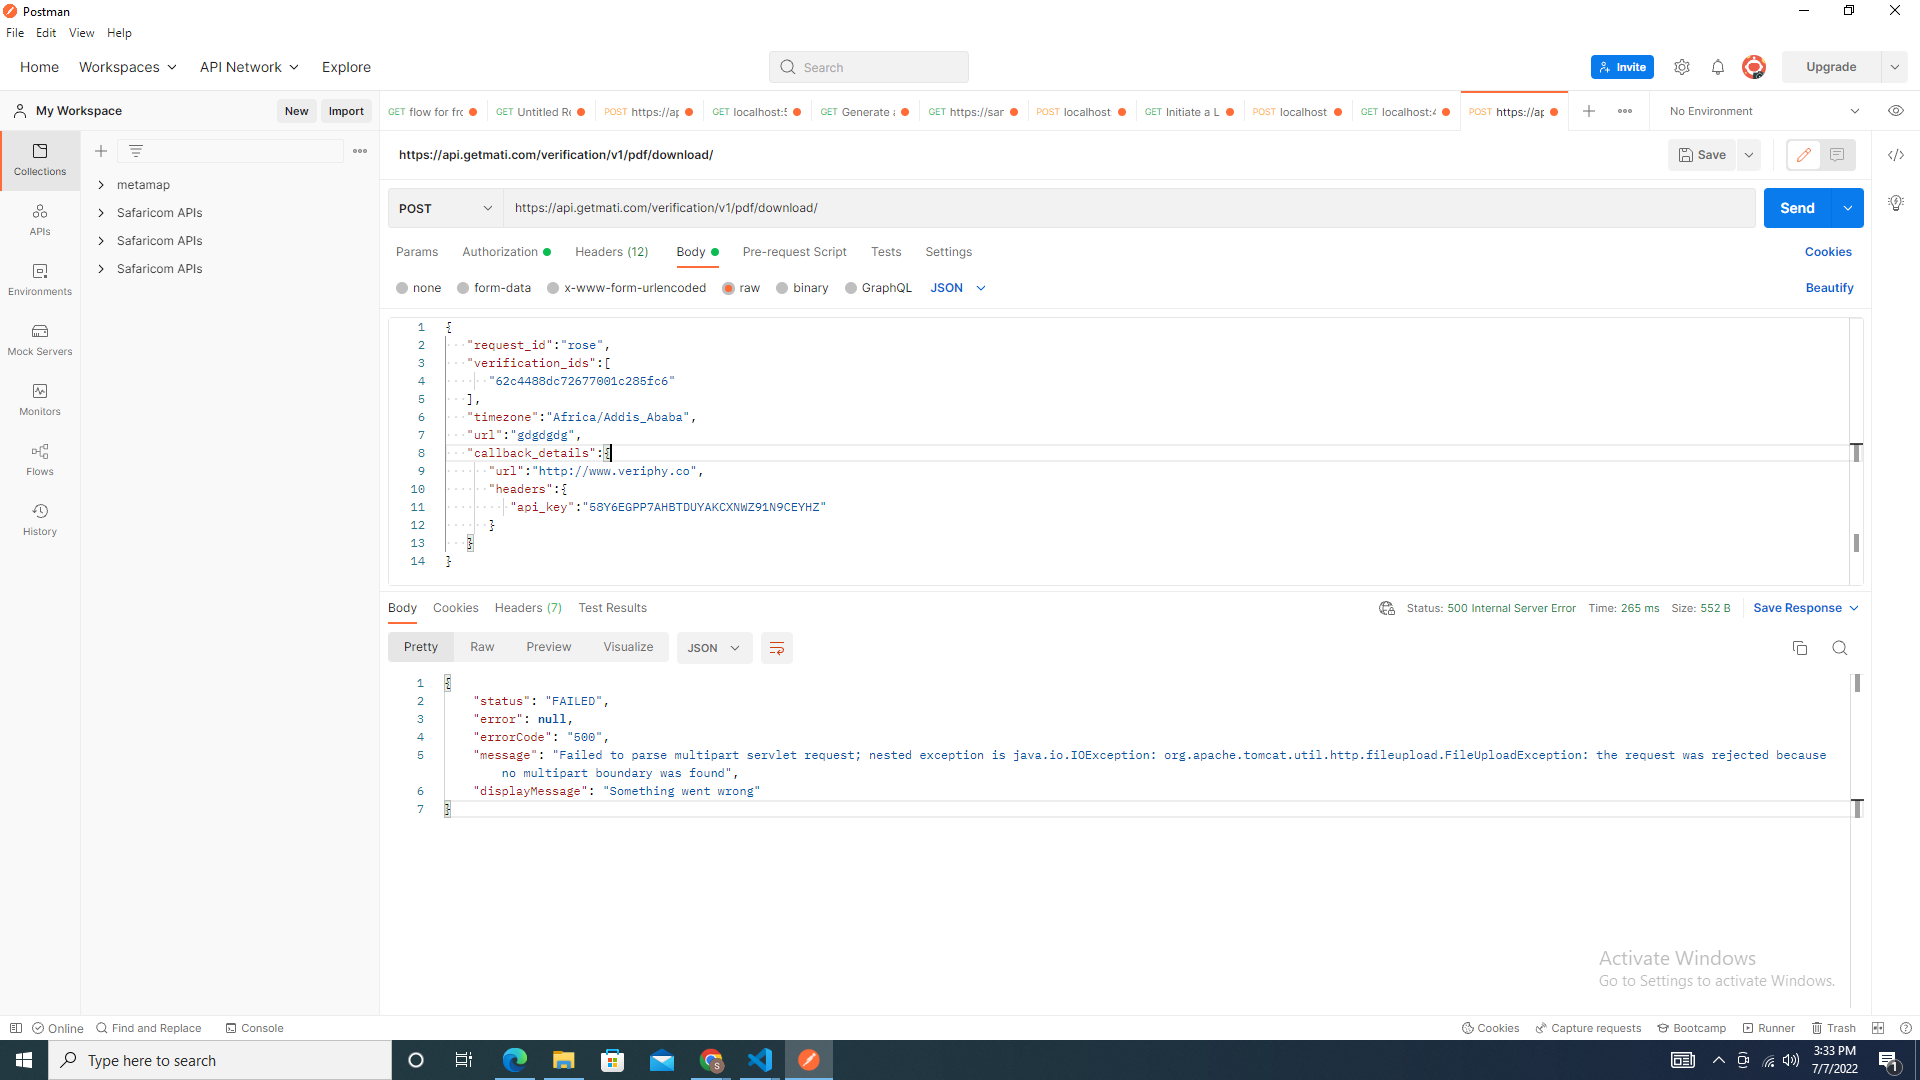 Postman
File Edit View Help
Home Workspaces API Network Explore Search Invite Upgrade
My Workspace New Import GET flow for fro GET Untitled Re POST https://ap GET localhost:5 GET Generate a GET https://sar POST localhost GET Initiate a L POST localhost GET localhost:4 POST https://ap No Environment
Collections
APIs
Environments
Mock Servers
Monitors
Flows
History
metamap
Safaricom APIs
Safaricom APIs
Safaricom APIs
https://api.getmati.com/verification/v1/pdf/download/ Save
POST https://api.getmati.com/verification/v1/pdf/download/ Send
Params Authorization Headers (12) Body Pre-request Script Tests Settings Cookies
none form-data x-www-form-urlencoded raw binary GraphQL JSON Beautify
1 {
2 "request_id":"rose",
3 "verification_ids":[
4 "62c4488dc72677001c285fc6"
5 ],
6 "timezone":"Africa/Addis_Ababa",
7 "url":"gdgdgdg",
8 "callback_details":{
9 "url":"http://www.veriphy.co",
10 "headers":{
11 "api_key":"58Y6EGPP7AHBTDUYAKCXNWZ91N9CEYHZ"
12 }
13 }
14 }
Body Cookies Headers (7) Test Results Status: 500 Internal Server Error Time: 265 ms Size: 552 B Save Response
Pretty Raw Preview Visualize JSON
1 {
2 "status": "FAILED",
3 "error": null,
4 "errorCode": "500",
5 "message": "Failed to parse multipart servlet request; nested exception is java.io.IOException: org.apache.tomcat.util.http.fileupload.FileUploadException: the request was rejected because
no multipart boundary was found",
6 "displayMessage": "Something went wrong"
7 }
Activate Windows
Go to Settings to activate Windows.
Online Find and Replace Console Cookies Capture requests Bootcamp Runner Trash
Type here to search
3:33 PM
7/7/2022
1